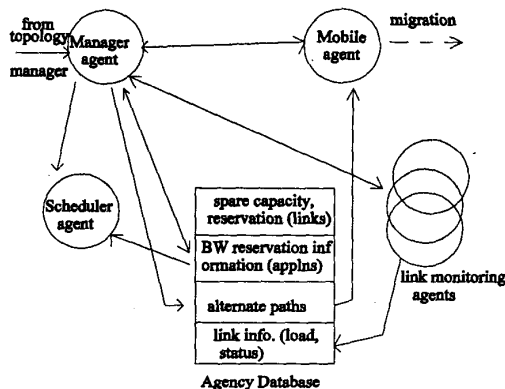 from
topology
manager
Manager
agent
Mobile
agent
migration
Scheduler
agent
spare capacity,
reservation (links)
BW reservation inf
ormation (applns)
alternate paths
link info. (load,
status)
Agency Database
link monitoring
agents